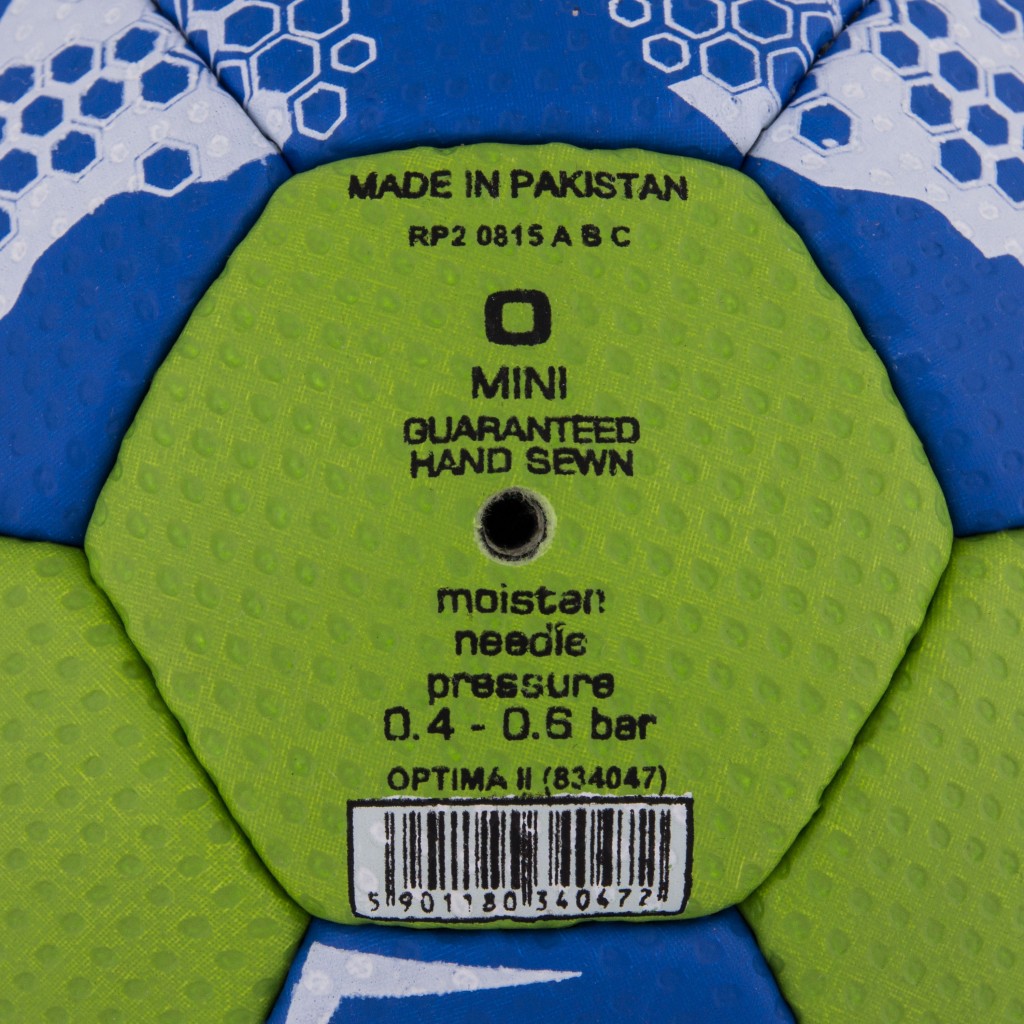 MADE IN PAKISTAN
RP2 0815 A B C
0
MINI
GUARANTEED
HAND SEWN
moistan
needle
pressure
0.4 - 0.6 bar
OPTIMA II (834047)
5 901180 340472